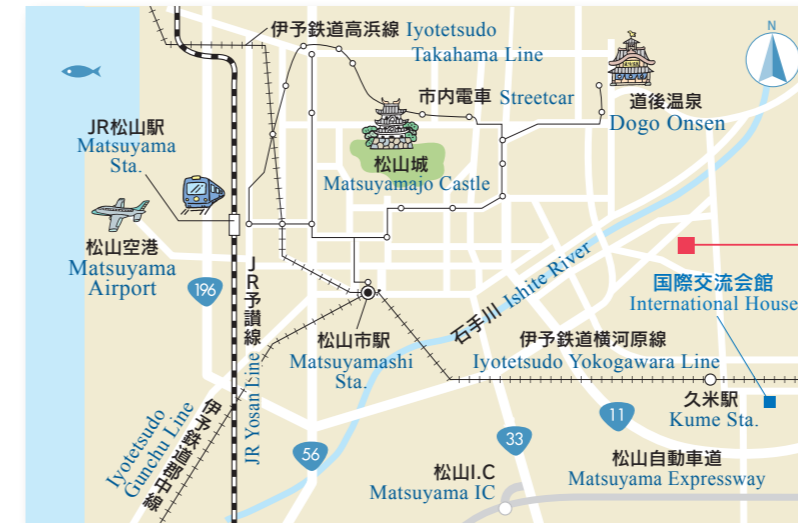 伊予鉄道高浜線 Iyotetsudo
Takahama Line
N
市内電車 Streetcar
道後温泉
Dogo Onsen
JR松山駅
Matsuyama
Sta.
松山城
Matsuyamajo Castle
松山空港
Matsuyama
Airport
196
JR予讃線
JR Yosan Line
石手川 Ishite River
国際交流会館
International House
松山市駅
Matsuyamashi
Sta.
伊予鉄道横河原線
Iyotetsudo Yokogawara Line
久米駅
Kume Sta.
伊予鉄道郡中線
Iyotetsudo
Gunchu Line
11
33
56
松山自動車道
Matsuyama Expressway
松山I.C
Matsuyama IC